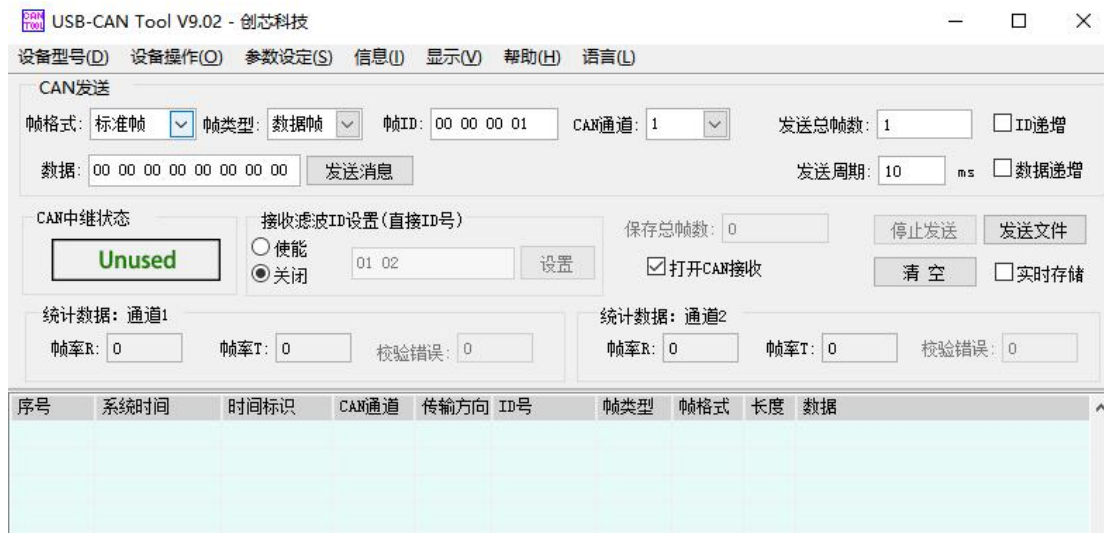 CAN TOOL USB-CAN Tool V9.02 - 创芯科技
设备型号(D) 设备操作(O) 参数设定(S) 信息(I) 显示(V) 帮助(H) 语言(L)
CAN发送
帧格式: 标准帧 帧类型: 数据帧 帧ID: 00 00 00 01 CAN通道: 1 发送总帧数: 1 ID递增
数据: 00 00 00 00 00 00 00 00 发送消息 发送周期: 10 ms 数据递增
CAN中继状态 接收滤波ID设置(直接ID号)
Unused
使能
关闭
01 02 设置
保存总帧数: 0 停止发送 发送文件
打开CAN接收 清 空 实时存储
统计数据: 通道1
帧率R: 0 帧率T: 0 校验错误: 0
统计数据: 通道2
帧率R: 0 帧率T: 0 校验错误: 0
序号 系统时间 时间标识 CAN通道 传输方向 ID号 帧类型 帧格式 长度 数据